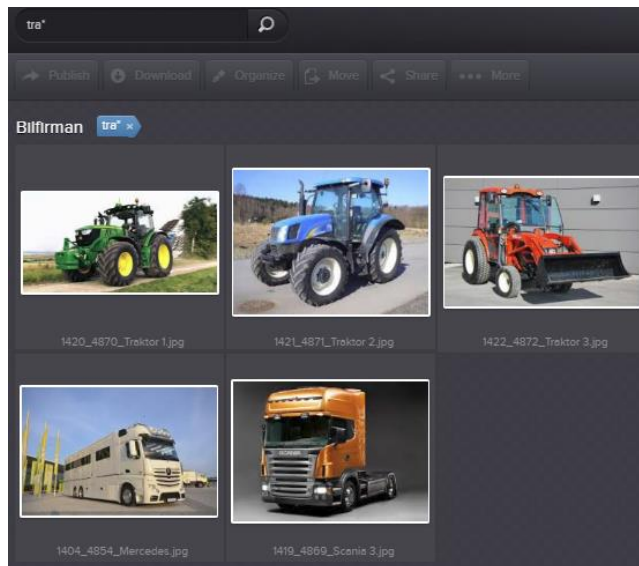 tra*
Publish Download Organize Move Share More
Bilfirman tra* ×
1420_4870_Traktor 1.jpg 1421_4871_Traktor 2.jpg 1422_4872_Traktor 3.jpg
SCANIA
1404_4854_Mercedes.jpg 1419_4869_Scania 3.jpg